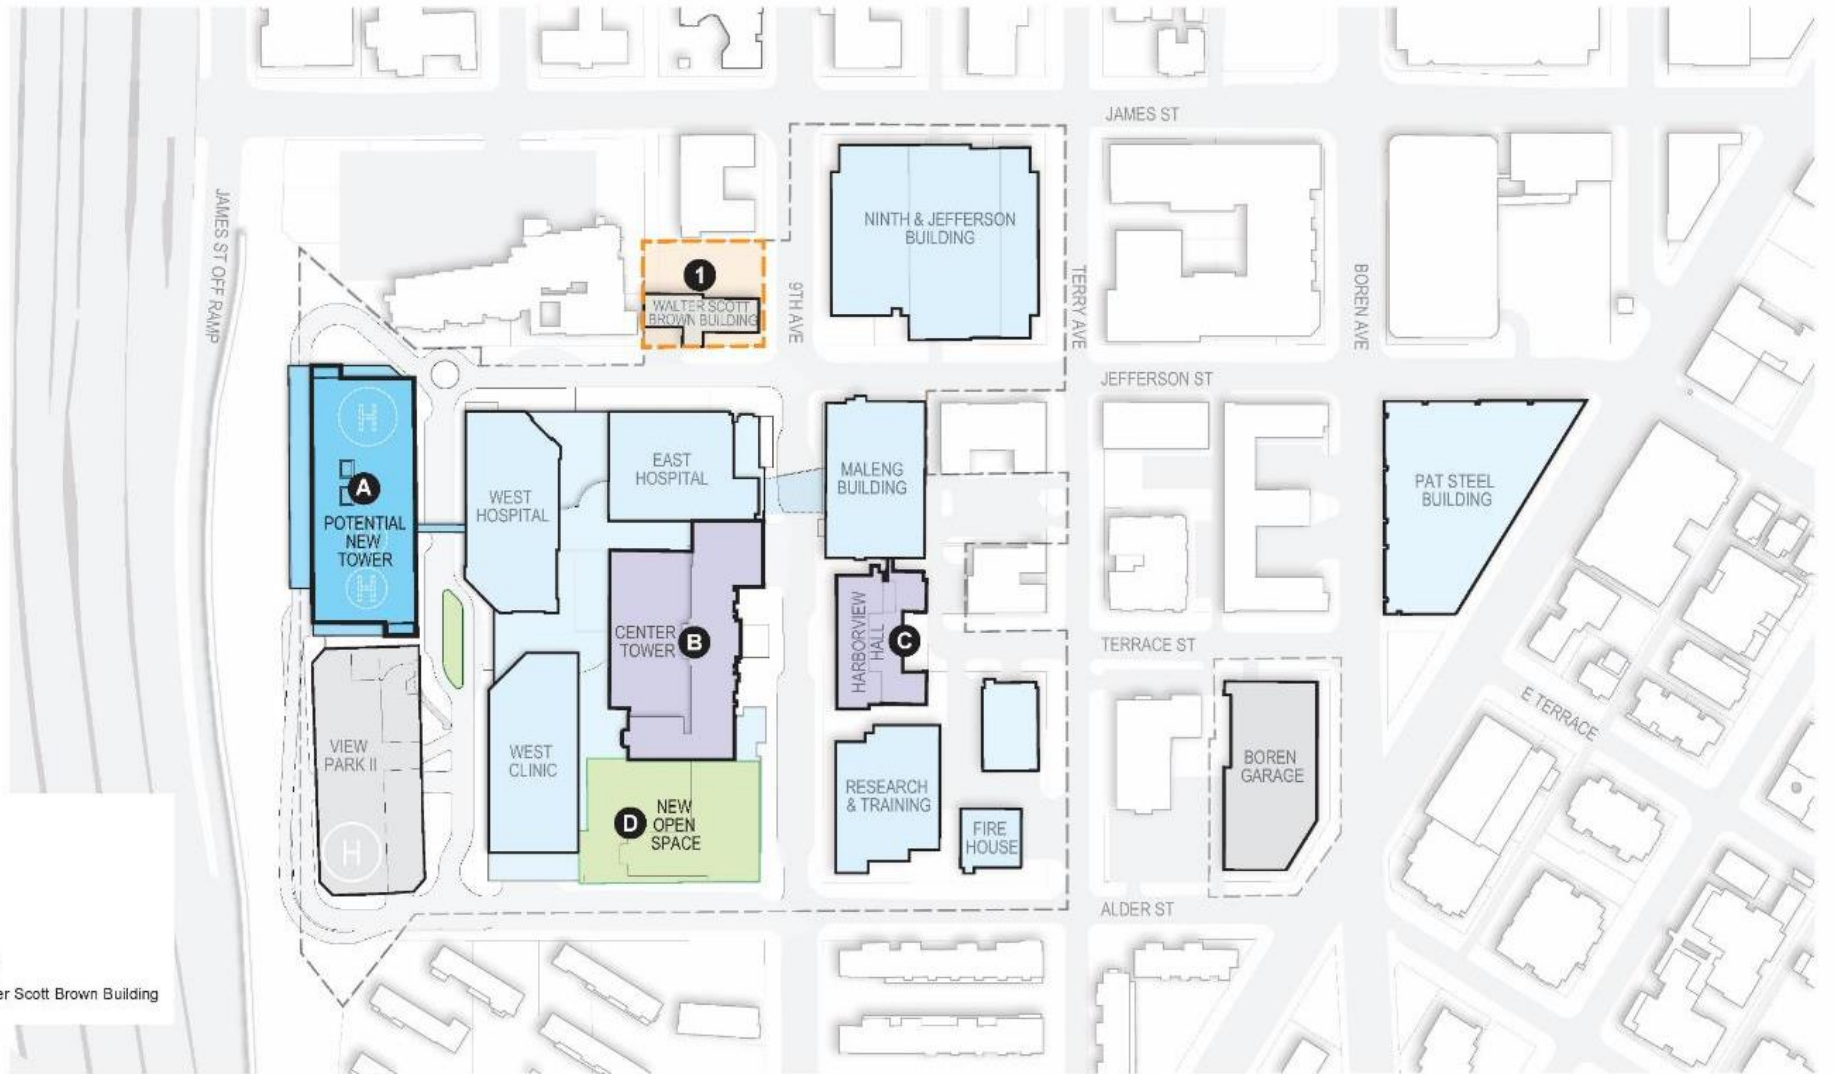 JAMES ST
JAMES ST OFF RAMP
NINTH & JEFFERSON
BUILDING
1
WALTER SCOTT
BROWN BUILDING
9TH AVE
TERRY AVE
BOREN AVE
JEFFERSON ST
H
A
POTENTIAL
NEW
TOWER
H
WEST
HOSPITAL
EAST
HOSPITAL
MALENG
BUILDING
PAT STEEL
BUILDING
CENTER
TOWER
B
HARBORVIEW
HALL
C
TERRACE ST
E TERRACE
VIEW
PARK II
H
WEST
CLINIC
D
NEW
OPEN
SPACE
RESEARCH
& TRAINING
FIRE
HOUSE
BOREN
GARAGE
ALDER ST
Scott Brown Building